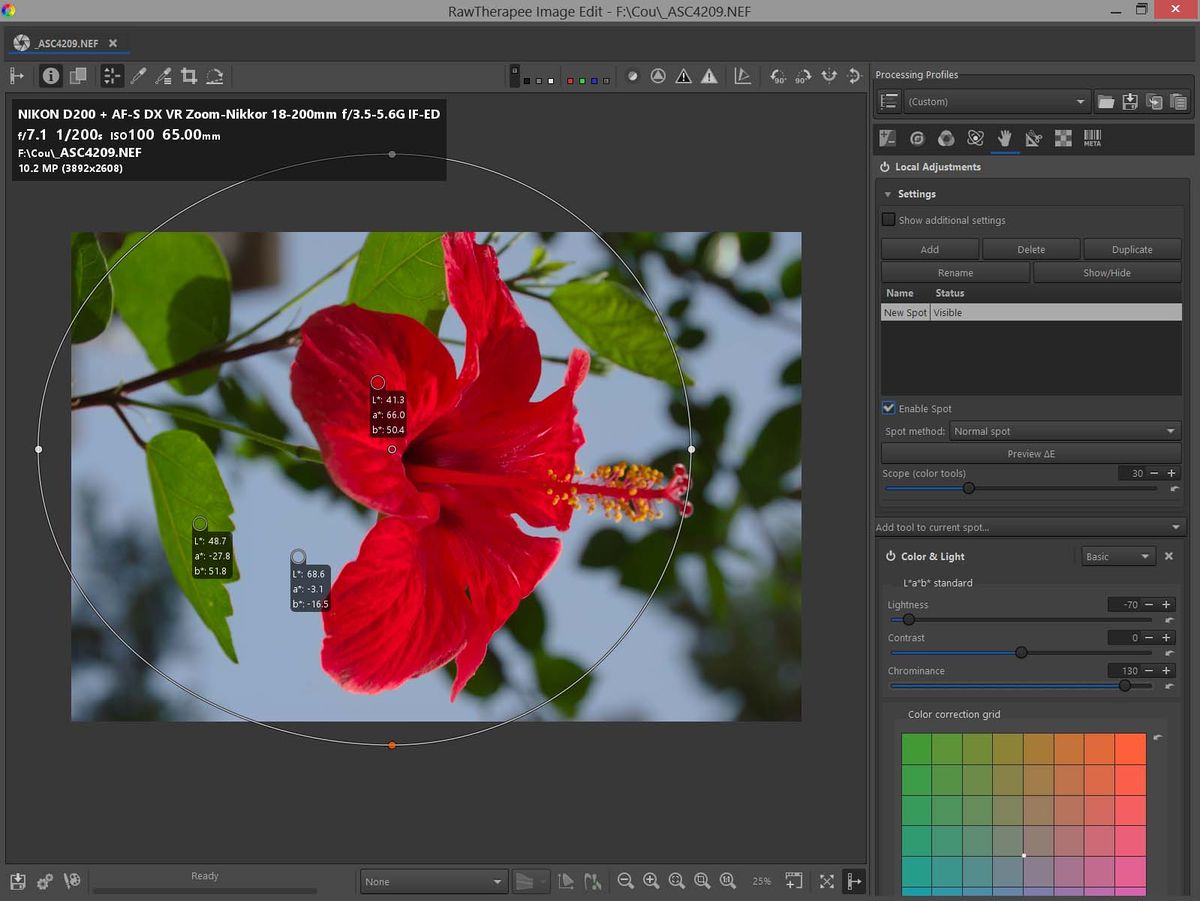 RawTherapee Image Edit - F:\Cou\_ASC4209.NEF
_ASC4209.NEF
NIKON D200 + AF-S DX VR Zoom-Nikkor 18-200mm f/3.5-5.6G IF-ED
f/7.1 1/200s ISO100 65.00mm
F:\Cou\_ASC4209.NEF
10.2 MP (3892x2608)
L*: 41.3
a*: 66.0
b*: 50.4
L*: 48.7
a*: -27.8
b*: 51.8
L*: 68.6
a*: -3.1
b*: -16.5
90°
90°
Processing Profiles
(Custom)
META
Local Adjustments
Settings
Show additional settings
Add Delete Duplicate
Rename Show/Hide
Name Status
New Spot Visible
Enable Spot
Spot method: Normal spot
Preview ΔE
Scope (color tools) 30
Add tool to current spot...
Color & Light Basic
L*a*b* standard
Lightness -70
Contrast 0
Chrominance 130
Color correction grid
Ready
None
1:1
25%